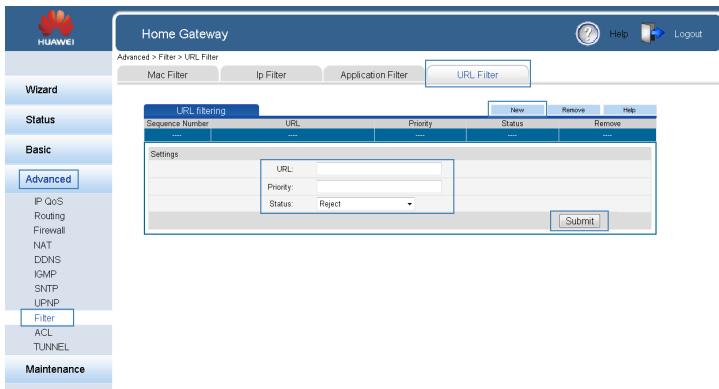 HUAWEI
Home Gateway
Help
Logout
Advanced > Filter > URL Filter
Mac Filter
Ip Filter
Application Filter
URL Filter
Wizard
Status
Basic
Advanced
IP QoS
Routing
Firewall
NAT
DDNS
IGMP
SNTP
UPNP
Filter
ACL
TUNNEL
Maintenance
URL filtering
New
Remove
Help
Sequence Number URL Priority Status Remove
---- ---- ---- ---- ----
Settings
URL:
Priority:
Status: Reject
Submit